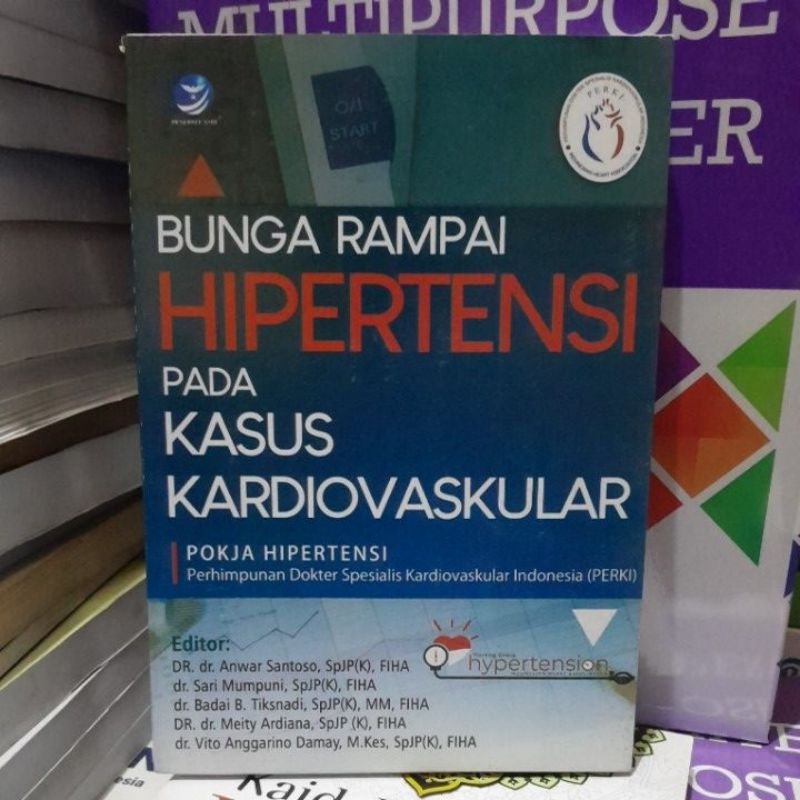 MULTIPURPOSE
ER
O/I
START
PERKI
BUNGA RAMPAI
HIPERTENSI
PADA
KASUS
KARDIOVASKULAR
POKJA HIPERTENSI
Perhimpunan Dokter Spesialis Kardiovaskular Indonesia (PERKI)
Editor:
DR. dr. Anwar Santoso, SpJP(K), FIHA
dr. Sari Mumpuni, SpJP(K), FIHA
dr. Badai B. Tiksnadi, SpJP(K), MM, FIHA
DR. dr. Meity Ardiana, SpJP (K), FIHA
dr. Vito Anggarino Damay, M.Kes, SpJP(K), FIHA
hypertension